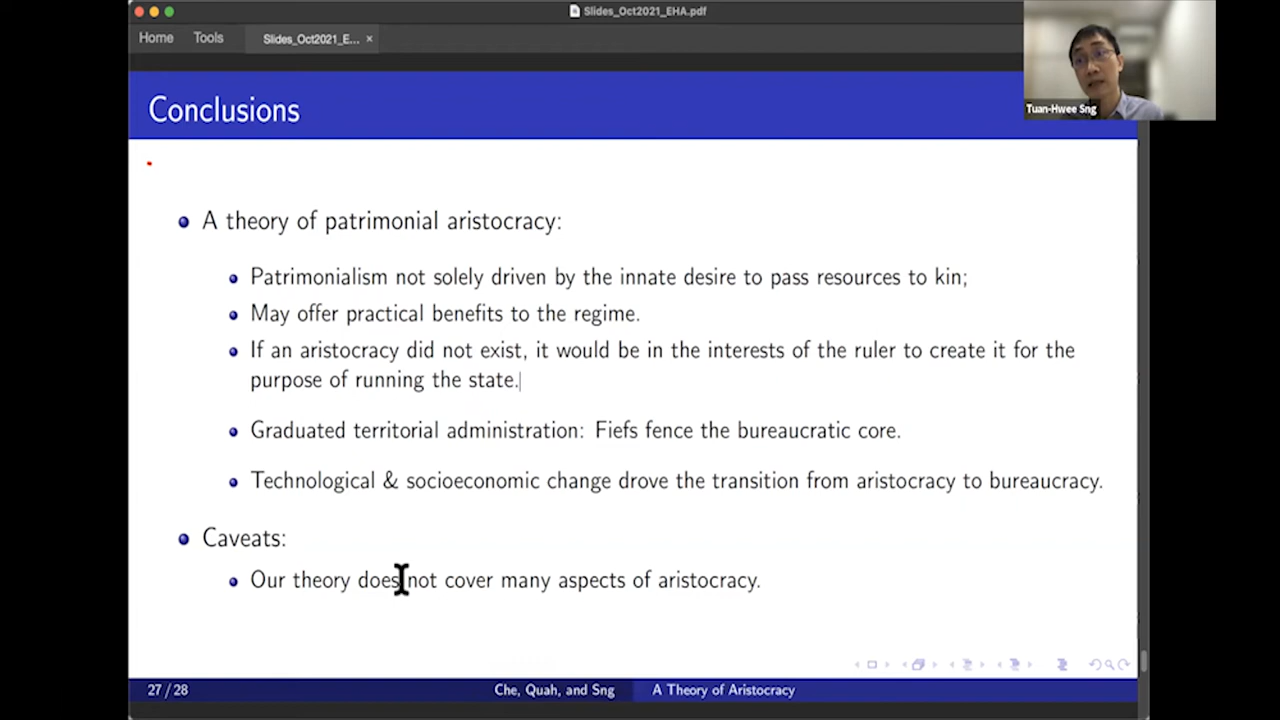 Slides_Oct2021_EHA.pdf
Home Tools Slides_Oct2021_E... ×
Tuan-Hwee Sng
Conclusions
A theory of patrimonial aristocracy:
Patrimonialism not solely driven by the innate desire to pass resources to kin;
May offer practical benefits to the regime.
If an aristocracy did not exist, it would be in the interests of the ruler to create it for the
purpose of running the state.
Graduated territorial administration: Fiefs fence the bureaucratic core.
Technological & socioeconomic change drove the transition from aristocracy to bureaucracy.
Caveats:
Our theory does not cover many aspects of aristocracy.
27 / 28 Che, Quah, and Sng A Theory of Aristocracy